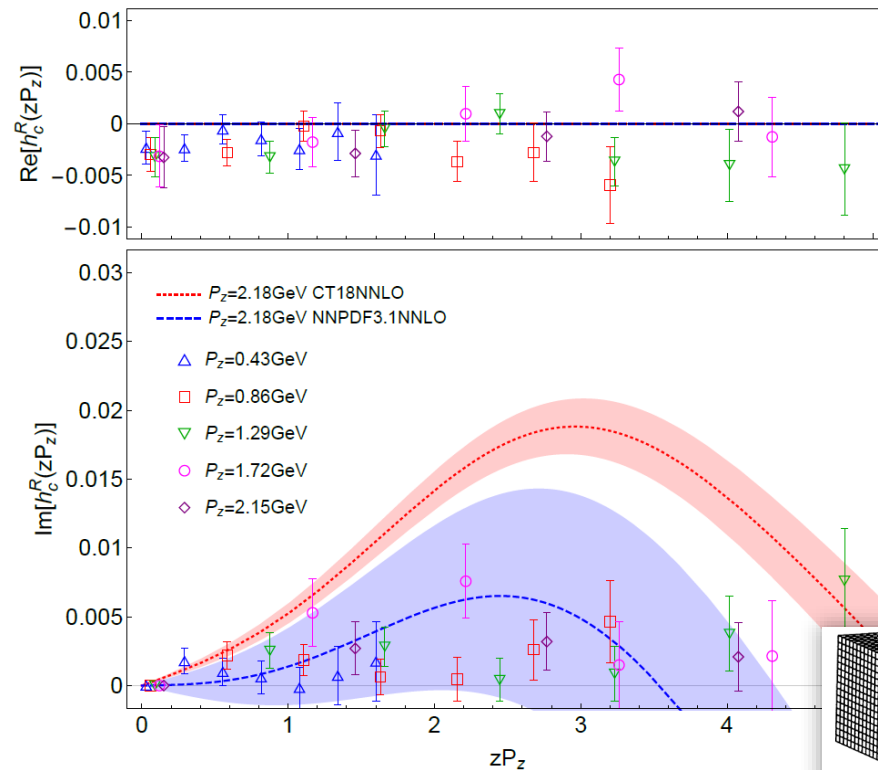 0.01
0.005
0
−0.005
−0.01
Re[h_c^R(zP_z)]
0.03
0.025
0.02
0.015
0.01
0.005
0
Im[h_c^R(zP_z)]
P_z=2.18GeV CT18NNLO
P_z=2.18GeV NNPDF3.1NNLO
P_z=0.43GeV
P_z=0.86GeV
P_z=1.29GeV
P_z=1.72GeV
P_z=2.15GeV
0 1 2 3 4
zP_z